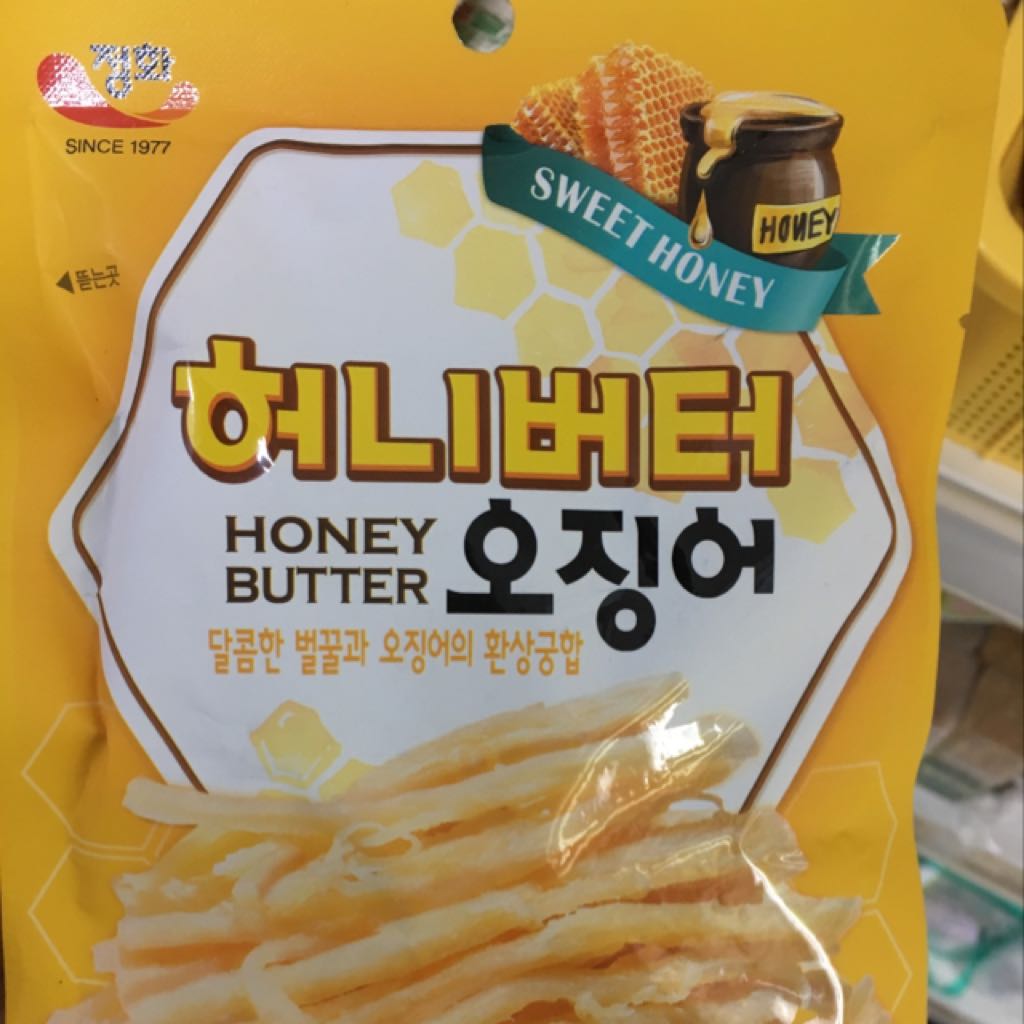 정화
SINCE 1977
SWEET HONEY
HONEY
◀뜯는곳
허니버터
HONEY
BUTTER
오징어
달콤한 벌꿀과 오징어의 환상궁합